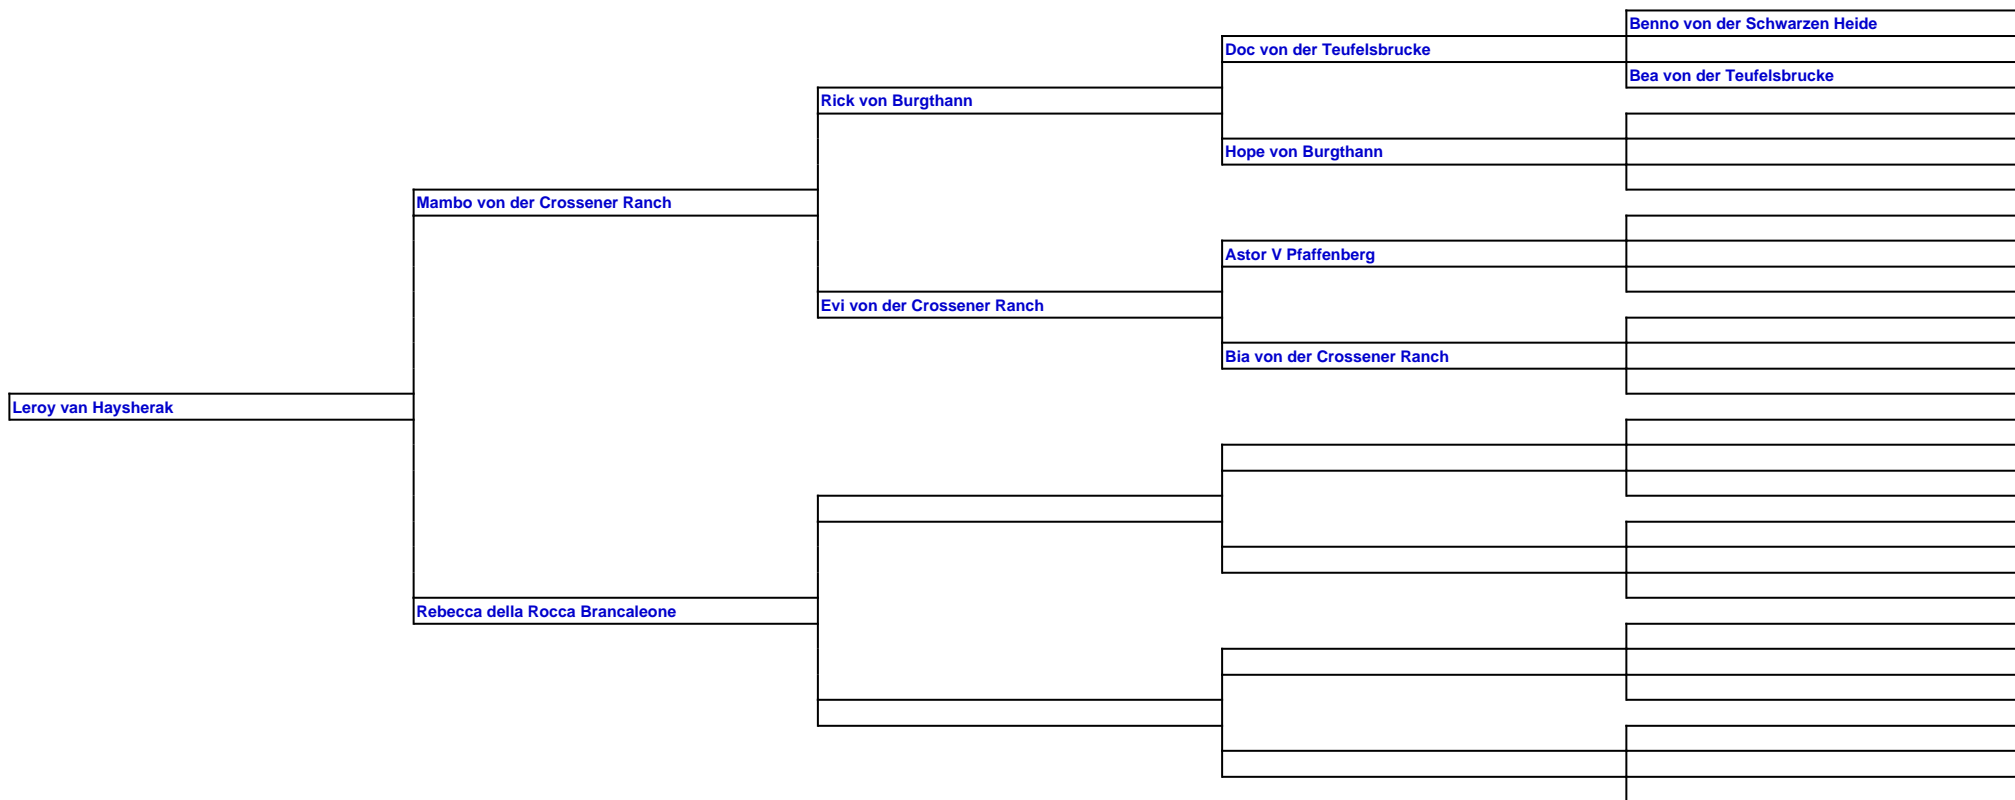 Benno von der Schwarzen Heide
Doc von der Teufelsbrucke
Bea von der Teufelsbrucke
Rick von Burgthann
Hope von Burgthann
Mambo von der Crossener Ranch
Astor V Pfaffenberg
Evi von der Crossener Ranch
Bia von der Crossener Ranch
Leroy van Haysherak
Rebecca della Rocca Brancaleone